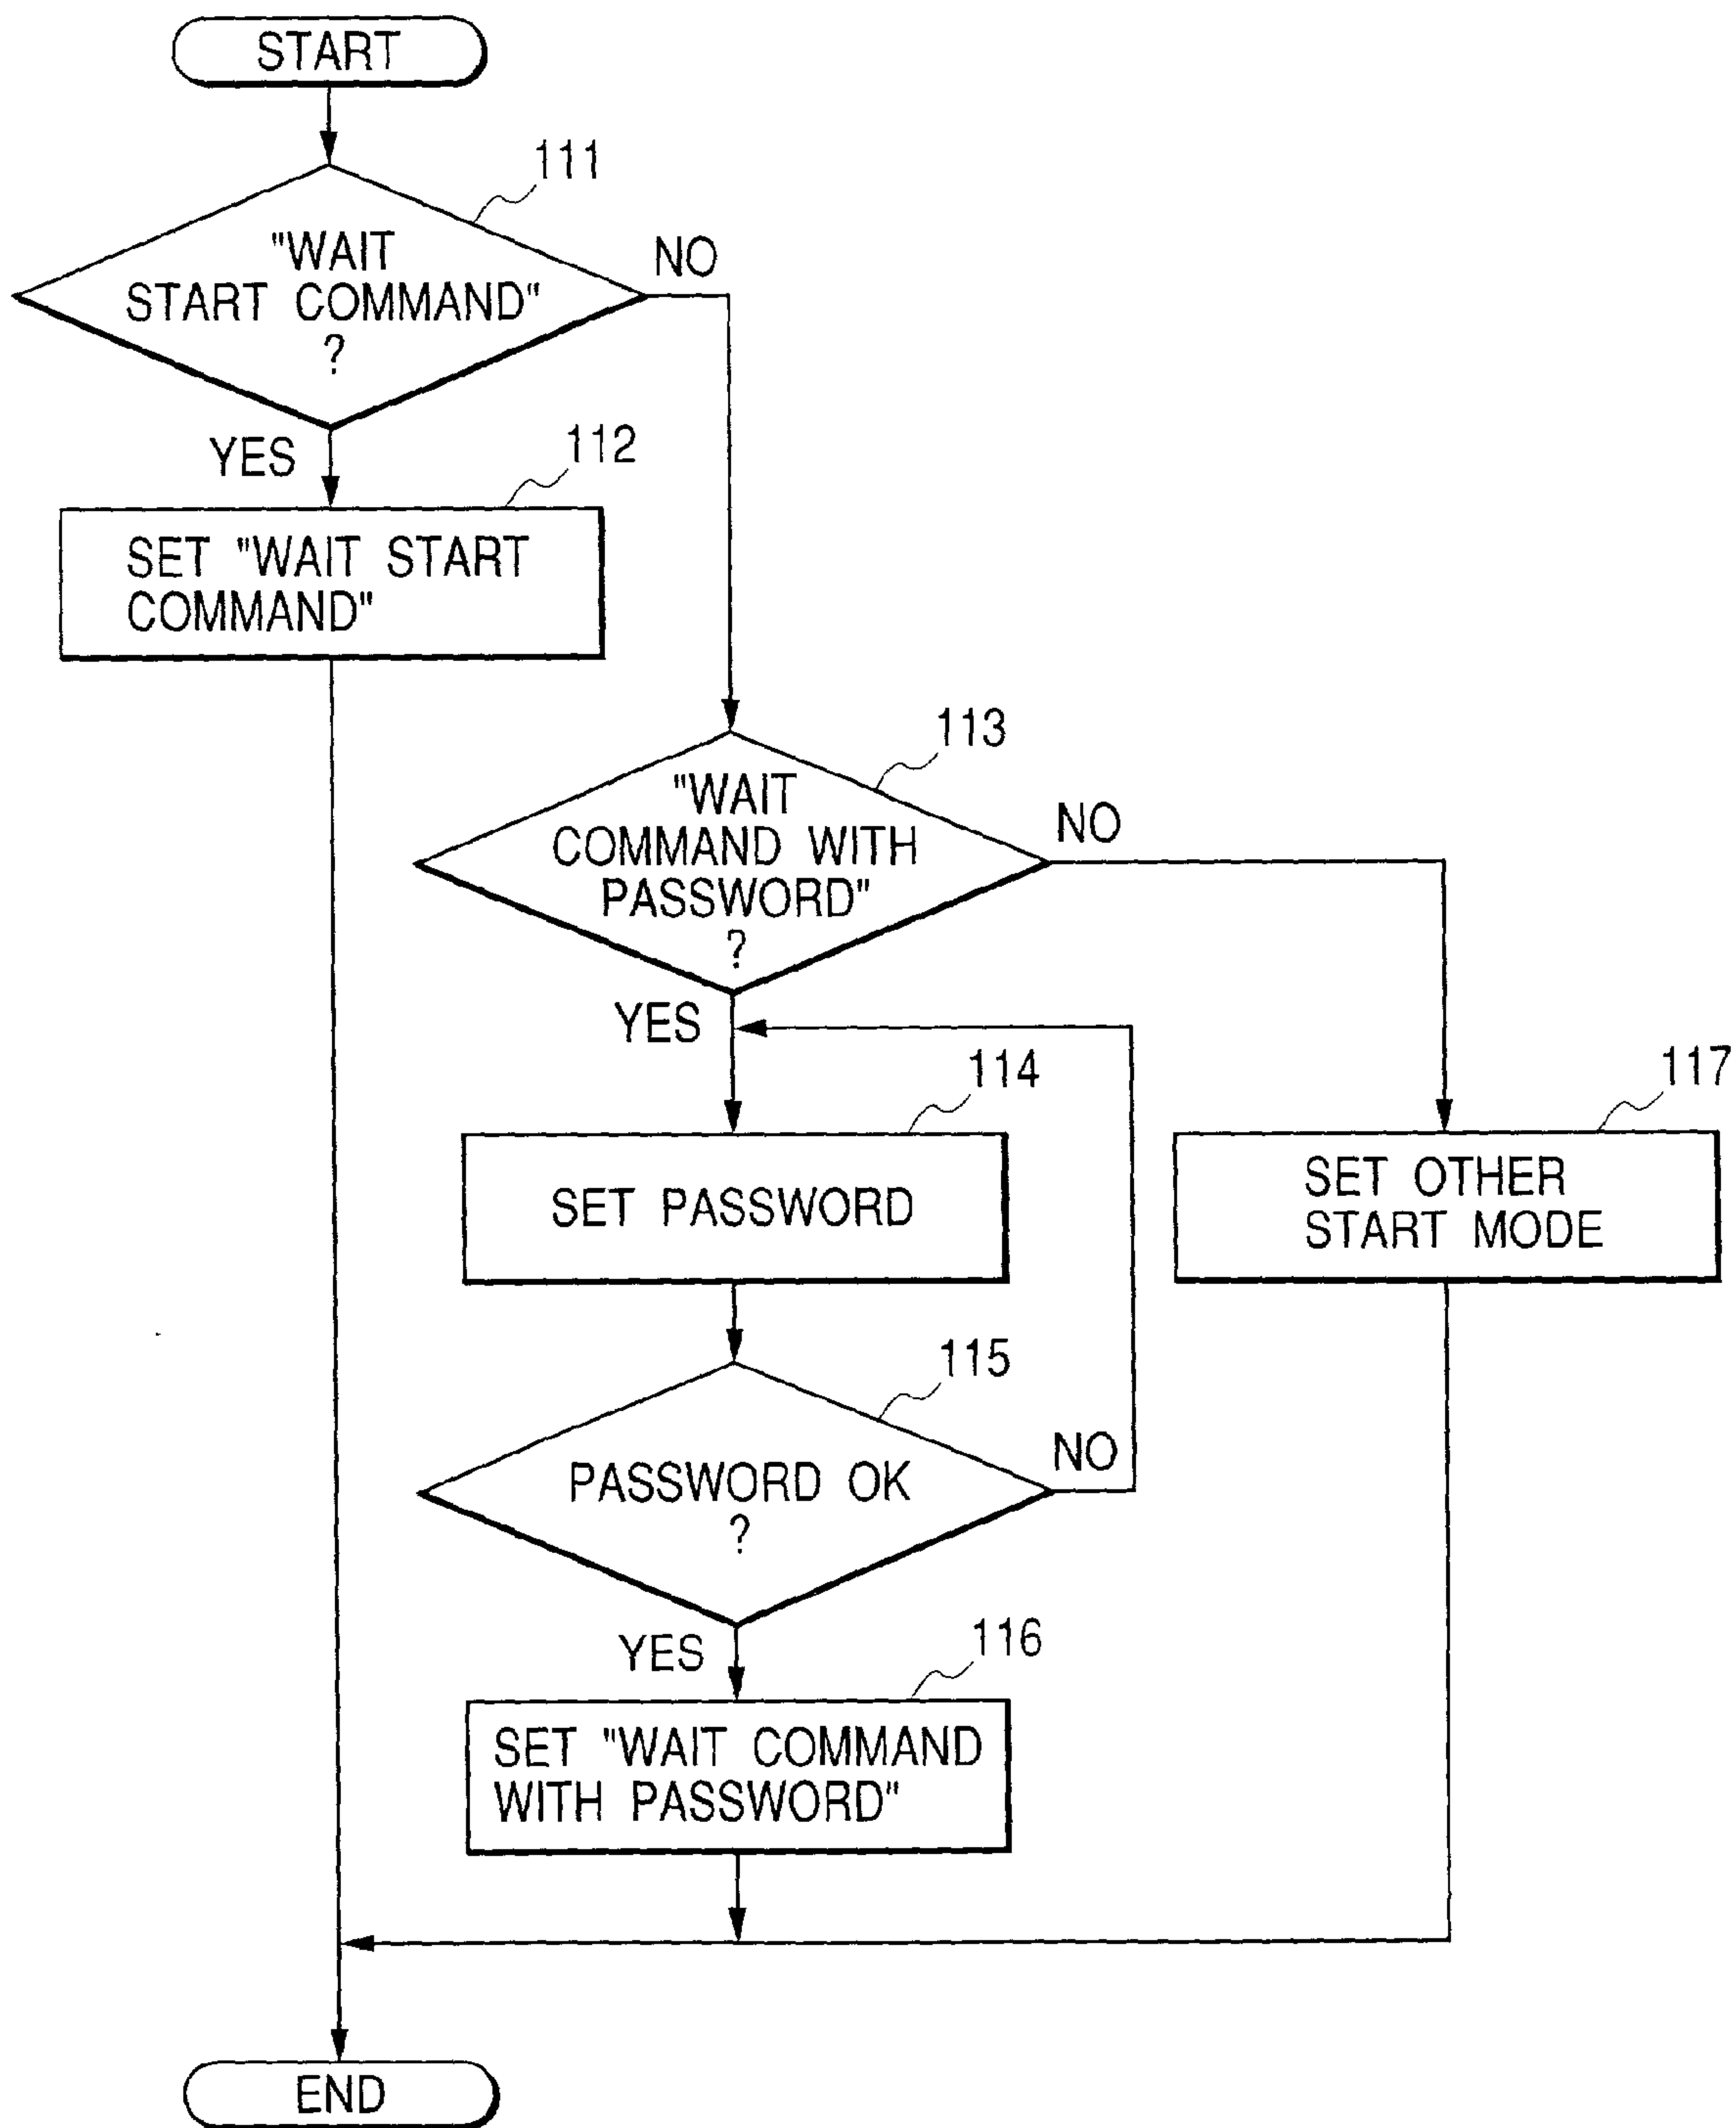 START
111
"WAIT
START COMMAND"
?
NO
YES
112
SET "WAIT START
COMMAND"
113
"WAIT
COMMAND WITH
PASSWORD"
?
NO
YES
114
SET PASSWORD
117
SET OTHER
START MODE
115
PASSWORD OK
?
NO
YES
116
SET "WAIT COMMAND
WITH PASSWORD"
END